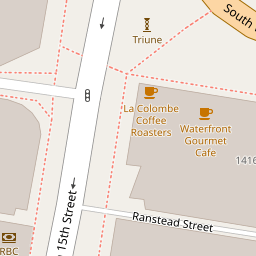 South
Triune
La Colombe
Coffee
Roasters
Waterfront
Gourmet
Cafe
1416
Ranstead Street
15th Street
RBC